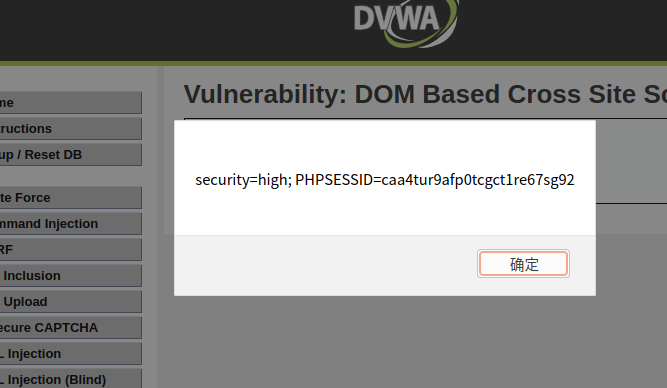 DVWA
Vulnerability: DOM Based Cross Site Sc
me
tructions
up / Reset DB
te Force
mmand Injection
RF
Inclusion
Upload
ecure CAPTCHA
L Injection
L Injection (Blind)
security=high; PHPSESSID=caa4tur9afp0tcgct1re67sg92
确定